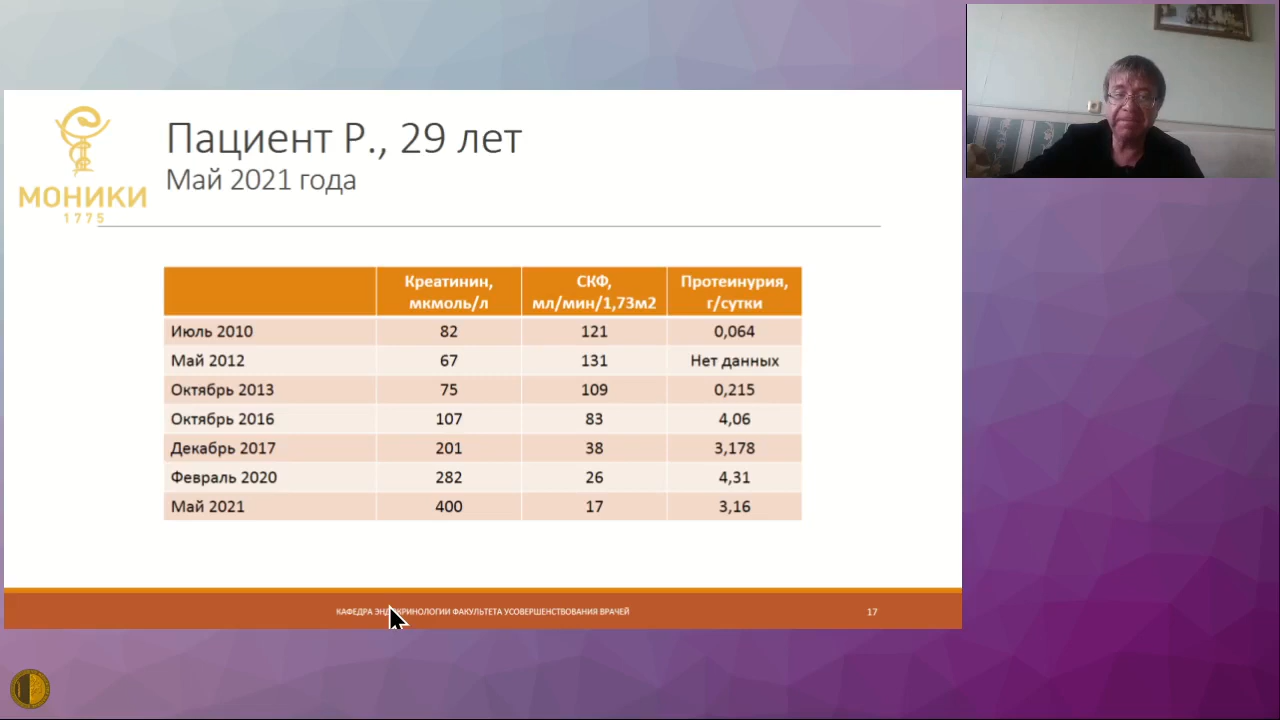 МОНИКИ
1775
Пациент Р., 29 лет
Май 2021 года
Креатинин, мкмоль/л СКФ, мл/мин/1,73м2 Протеинурия, г/сутки
Июль 2010 82 121 0,064
Май 2012 67 131 Нет данных
Октябрь 2013 75 109 0,215
Октябрь 2016 107 83 4,06
Декабрь 2017 201 38 3,178
Февраль 2020 282 26 4,31
Май 2021 400 17 3,16
КАФЕДРА ЭНДОКРИНОЛОГИИ ФАКУЛЬТЕТА УСОВЕРШЕНСТВОВАНИЯ ВРАЧЕЙ 17